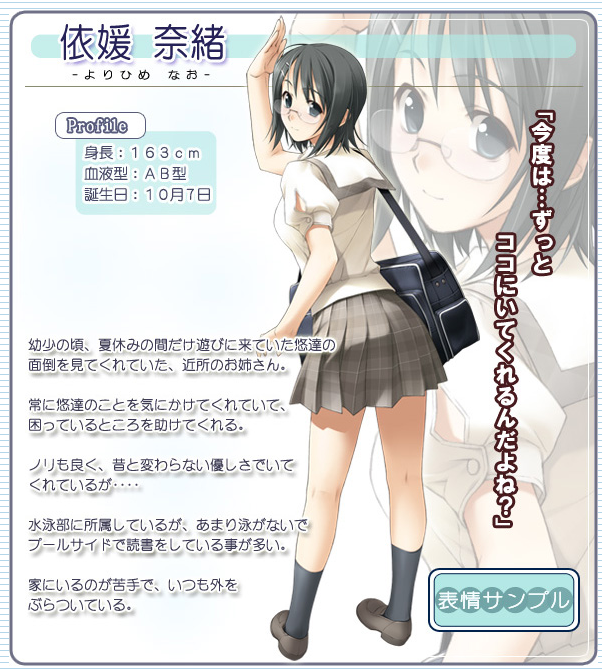 依媛 奈緒
-よりひめ なお-
Profile
身長：１６３ｃｍ
血液型：ＡＢ型
誕生日：１０月７日
「今度は…ずっと
ココにいてくれるんだよね？」
幼少の頃、夏休みの間だけ遊びに来ていた悠達の
面倒を見てくれていた、近所のお姉さん。
常に悠達のことを気にかけてくれていて、
困っているところを助けてくれる。
ノリも良く、昔と変わらない優しさでいて
くれているが‥‥
水泳部に所属しているが、あまり泳がないで
プールサイドで読書をしている事が多い。
家にいるのが苦手で、いつも外を
ぶらついている。
表情サンプル